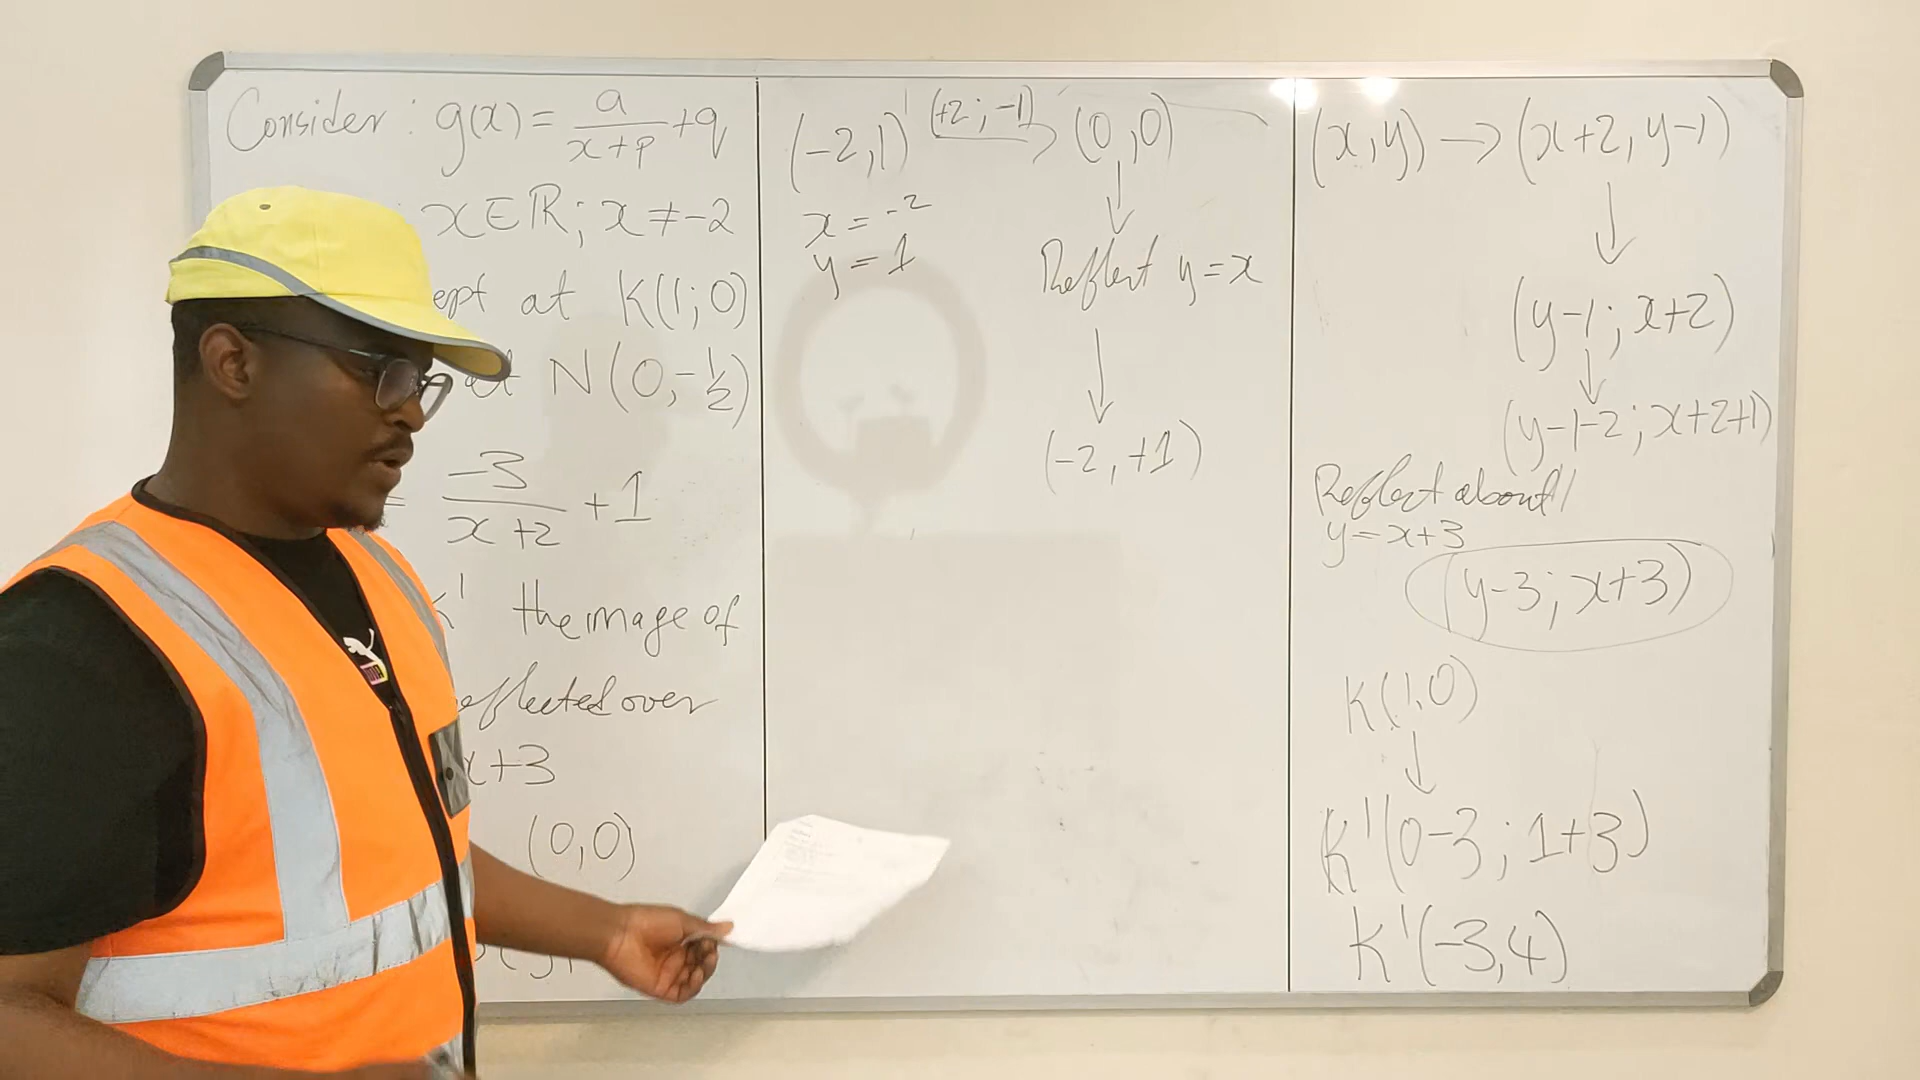 Consider : g(x) = a/(x+p) + q
x∈ℝ; x ≠ -2
ept at K(1;0)
at N(0,-1/2)
= -3/(x+2) + 1
K' the image of
eflected over
x+3
(0,0)
(-2,1) (+2;-1) → (0,0)
x = -2
y = 1
↓
Reflect y=x
↓
(-2,+1)
(x,y) → (x+2,y-1)
↓
(y-1; x+2)
↓
(y-1-2; x+2+1)
Reflect about
y=x+3
(y-3; x+3)
K(1,0)
↓
K'(0-3; 1+3)
K'(-3,4)